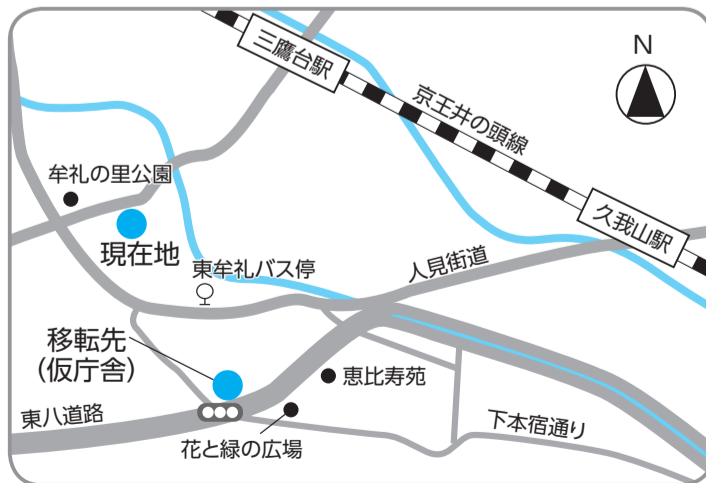 三鷹台駅
N
京王井の頭線
牟礼の里公園
久我山駅
現在地
東牟礼バス停
人見街道
移転先
(仮庁舎)
恵比寿苑
東八道路
花と緑の広場
下本宿通り